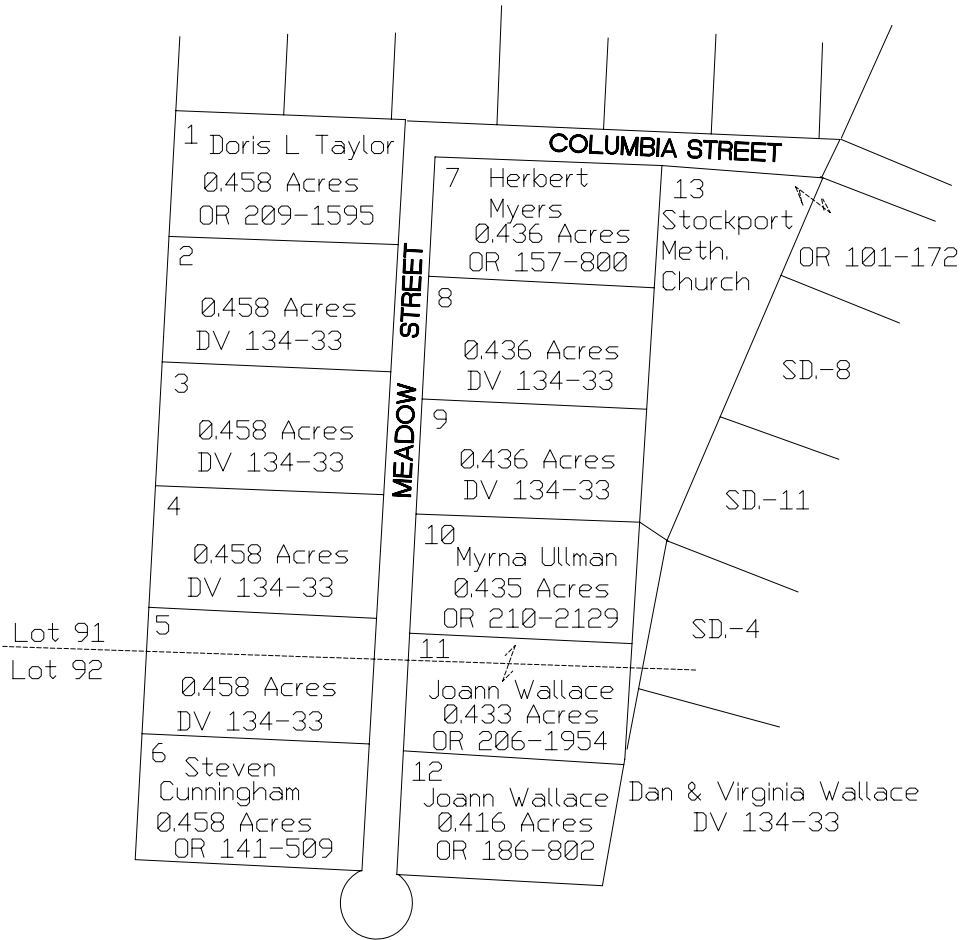 COLUMBIA STREET
MEADOW STREET
1 Doris L Taylor
0.458 Acres
OR 209-1595
2
0.458 Acres
DV 134-33
3
0.458 Acres
DV 134-33
4
0.458 Acres
DV 134-33
Lot 91
Lot 92
5
0.458 Acres
DV 134-33
6 Steven
Cunningham
0.458 Acres
OR 141-509
7 Herbert
Myers
0.436 Acres
OR 157-800
8
0.436 Acres
DV 134-33
9
0.436 Acres
DV 134-33
10
Myrna Ullman
0.435 Acres
OR 210-2129
11
Joann Wallace
0.433 Acres
OR 206-1954
12
Joann Wallace
0.416 Acres
OR 186-802
13
Stockport
Meth.
Church
OR 101-172
SD.-8
SD.-11
SD.-4
Dan & Virginia Wallace
DV 134-33